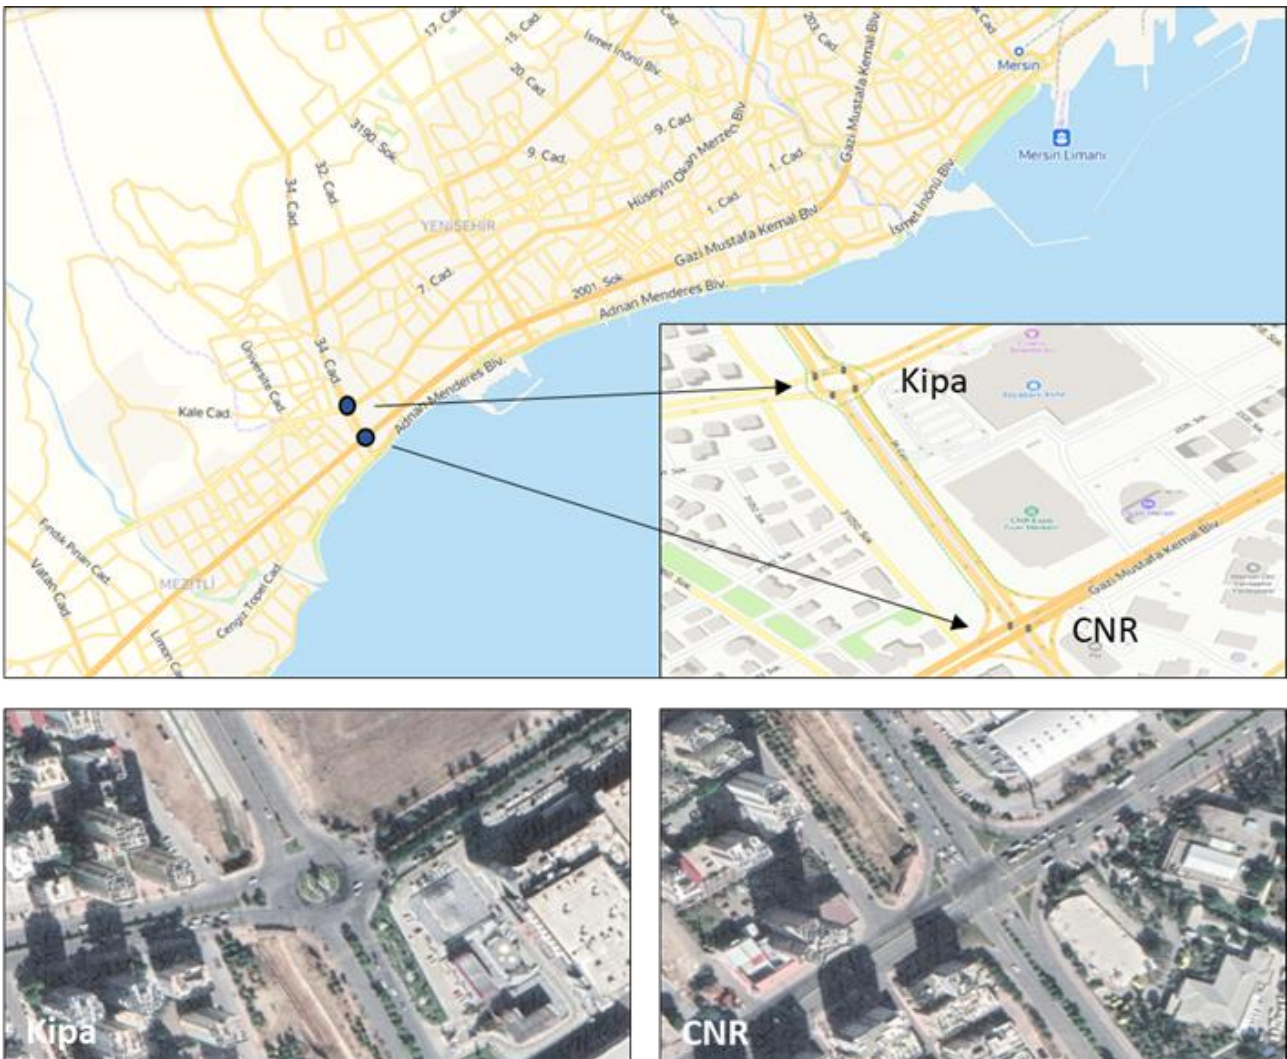 17. Cad.
15. Cad.
20. Cad.
İsmet İnönü Blv.
203. Cad.
Gazi Mustafa Kemal Blv.
Mersin
Mersin Limanı
3190. Sok.
32. Cad.
34. Cad.
9. Cad.
9. Cad.
Hüseyin Okan Merzeci Blv
1. Cad.
1. Cad.
YENİŞEHİR
7. Cad.
Gazi Mustafa Kemal Blv.
İsmet İnönü Blv.
2001. Sok
Adnan Menderes Blv.
Üniversite Cad.
34. Cad.
Kale Cad.
Adnan Menderes Blv.
Fındık Pınarı Cad.
Vatan Cad
MEZİTLİ
Cengiz Topel Cad.
Limon Ca
Kipa
Gazi Mustafa Kemal Blv.
CNR
Kipa
CNR